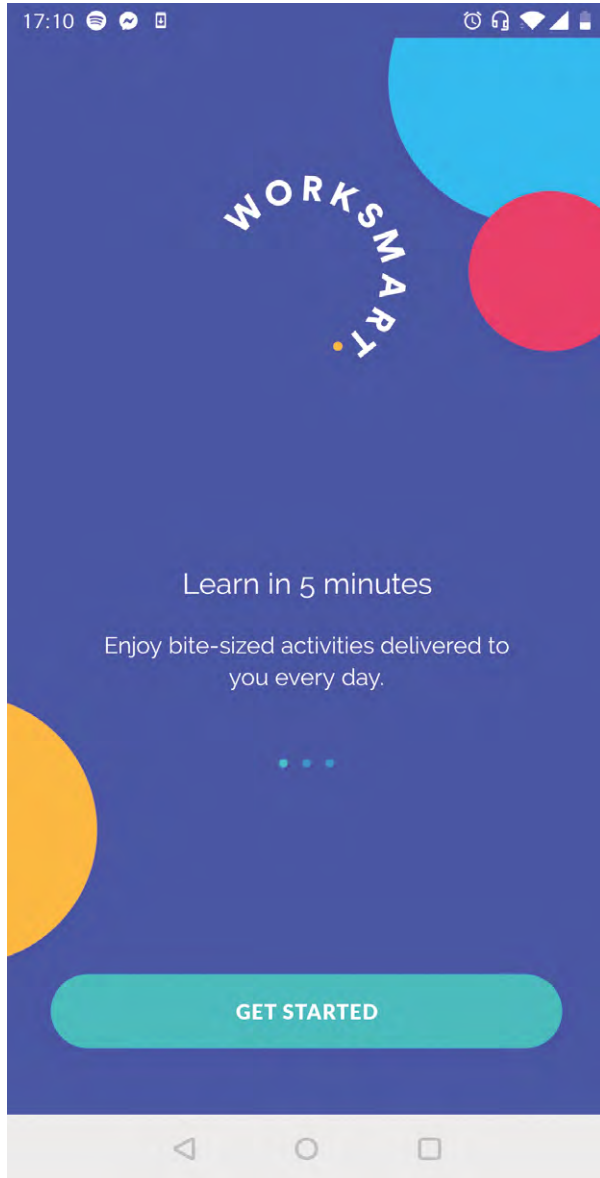 17:10
WORKSMART.
Learn in 5 minutes
Enjoy bite-sized activities delivered to
you every day.
GET STARTED